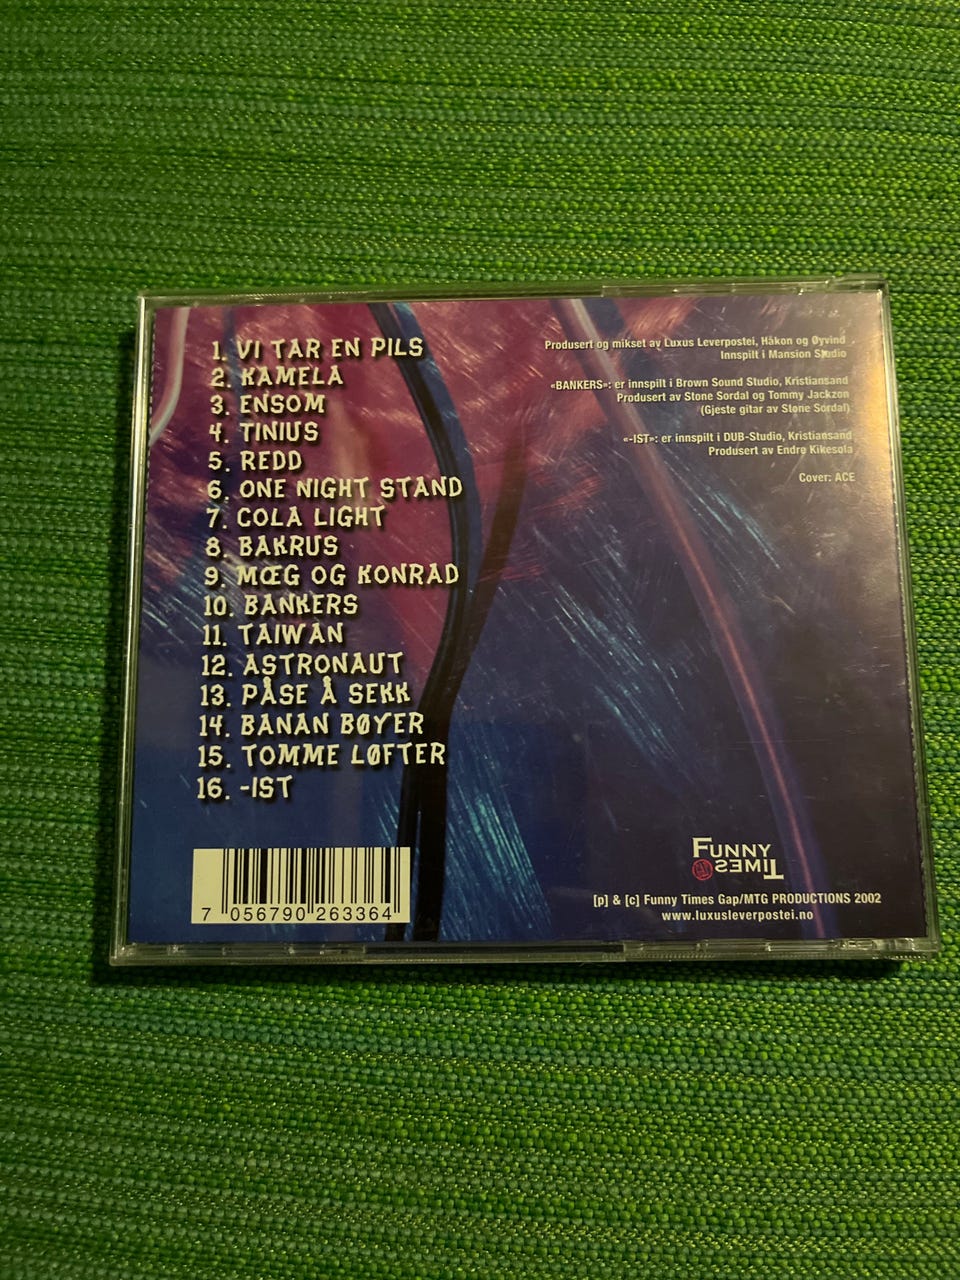 1. VI TAR EN PILS
2. KAMELA
3. ENSOM
4. TINIUS
5. REDD
6. ONE NIGHT STAND
7. COLA LIGHT
8. BAKRUS
9. MŒG OG KONRAD
10. BANKERS
11. TAIWAN
12. ASTRONAUT
13. PÅSE Å SEKK
14. BANAN BØYER
15. TOMME LØFTER
16. -IST
Produsert og mikset av Luxus Leverpostei, Håkon og Øyvind
Innspilt i Mansion Studio
«BANKERS»: er innspilt i Brown Sound Studio, Kristiansand
Produsert av Stone Sordal og Tommy Jackzon
(Gjeste gitar av Stone Sordal)
«-IST»: er innspilt i DUB-Studio, Kristiansand
Produsert av Endre Kikesola
Cover: ACE
7 056790 263364
FUNNY
TIMES
[p] & [c] Funny Times Gap/MTG PRODUCTIONS 2002
www.luxusleverpostei.no